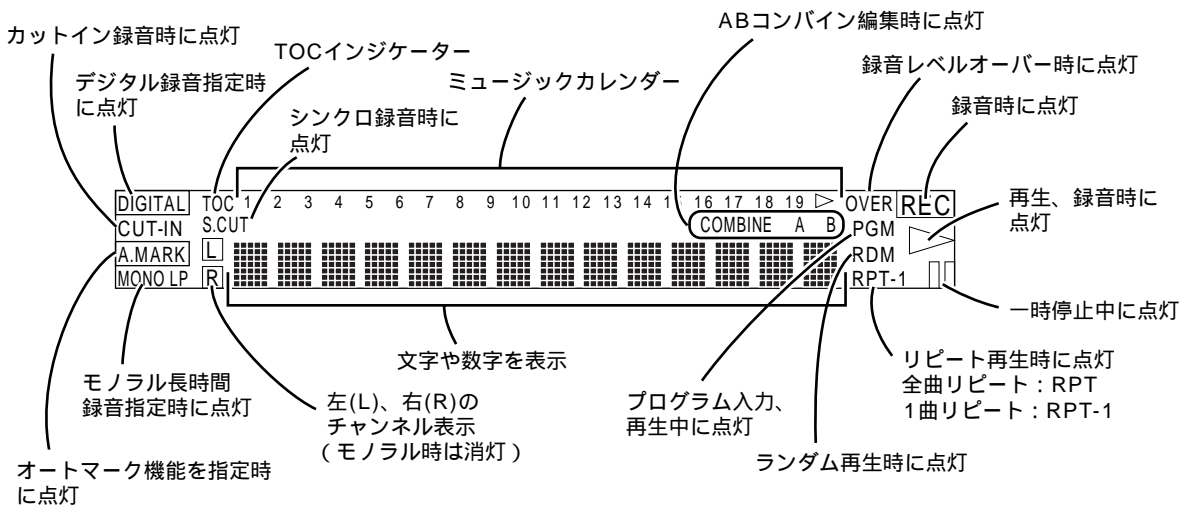 ABコンバイン編集時に点灯
カットイン録音時に点灯
TOCインジケーター
録音レベルオーバー時に点灯
デジタル録音指定時
に点灯
ミュージックカレンダー
録音時に点灯
シンクロ録音時に
点灯
再生、録音時に
点灯
DIGITAL TOC 1 2 3 4 5 6 7 8 9 10 11 12 13 14 15 16 17 18 19 ▷ OVER REC
CUT-IN S.CUT COMBINE A B PGM
A.MARK L RDM
MONO LP R RPT-1
一時停止中に点灯
文字や数字を表示
リピート再生時に点灯
全曲リピート：RPT
1曲リピート：RPT-1
モノラル長時間
録音指定時に点灯
左(L)、右(R)の
チャンネル表示
（モノラル時は消灯）
プログラム入力、
再生中に点灯
ランダム再生時に点灯
オートマーク機能を指定時
に点灯